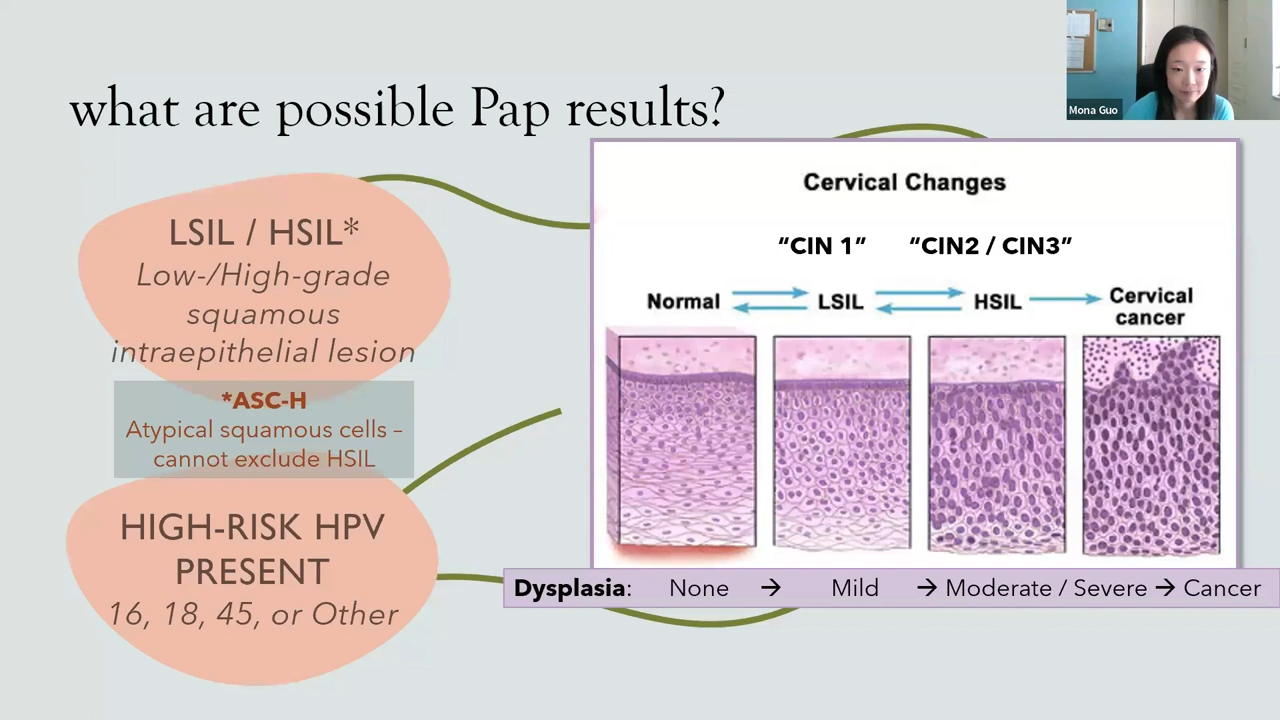 what are possible Pap results?
Mona Guo
LSIL / HSIL*
Low-/High-grade
squamous
intraepithelial lesion
*ASC-H
Atypical squamous cells –
cannot exclude HSIL
HIGH-RISK HPV
PRESENT
16, 18, 45, or Other
Cervical Changes
“CIN 1” “CIN2 / CIN3”
Normal LSIL HSIL Cervical
cancer
Dysplasia: None → Mild → Moderate / Severe → Cancer